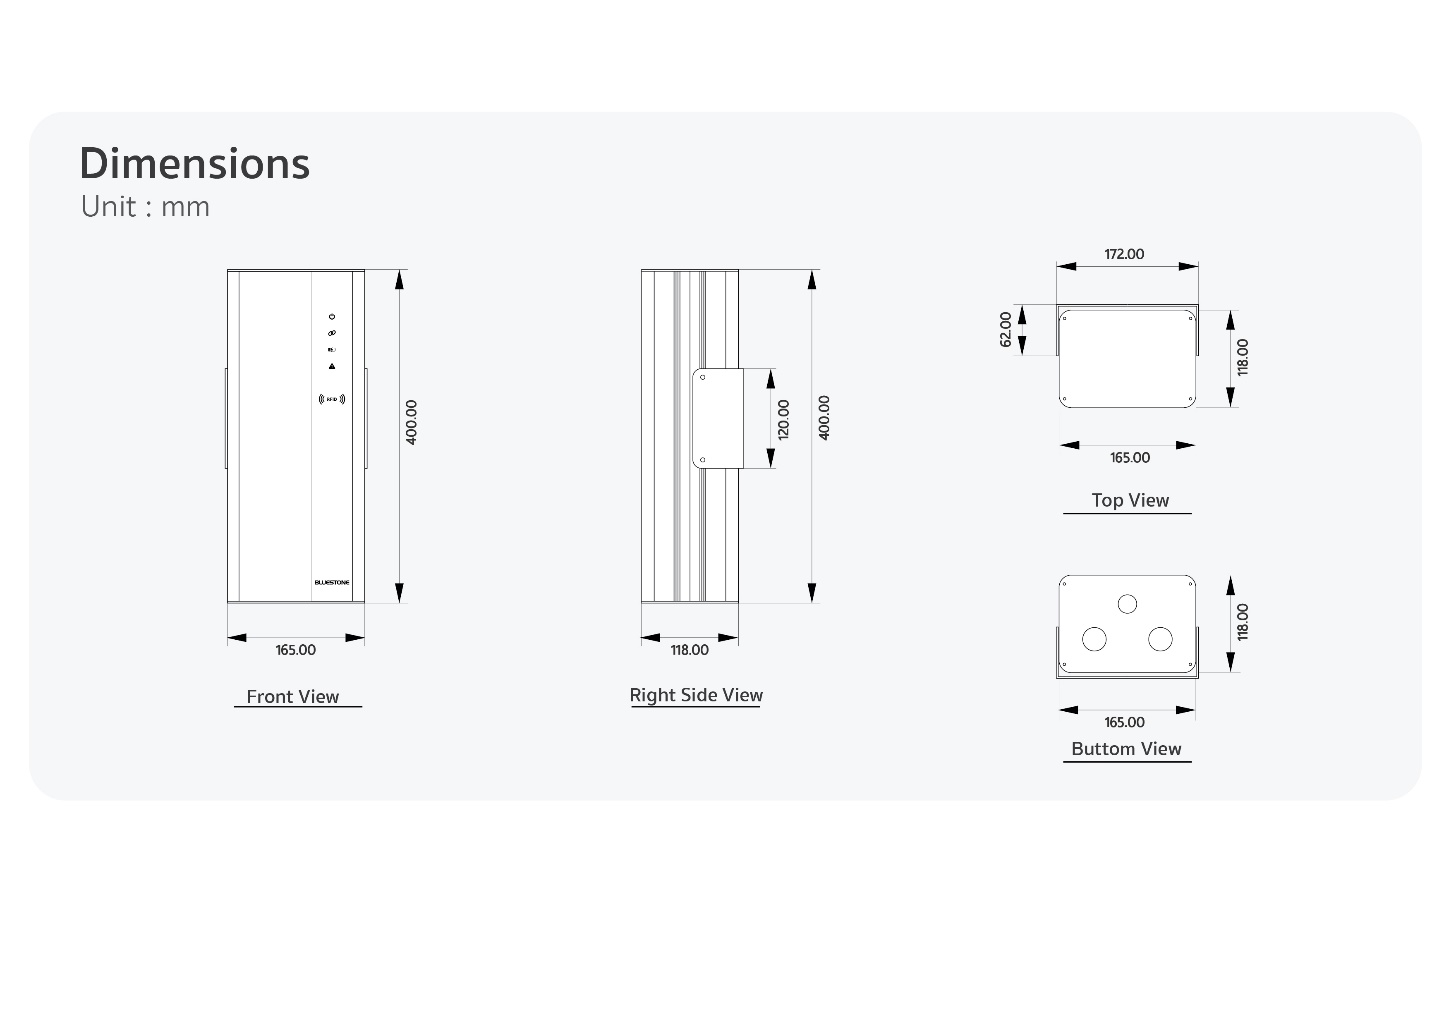 Dimensions
Unit : mm
RFID
BLUESTONE
400.00
165.00
Front View
120.00
400.00
118.00
Right Side View
172.00
62.00
118.00
165.00
Top View
118.00
165.00
Buttom View